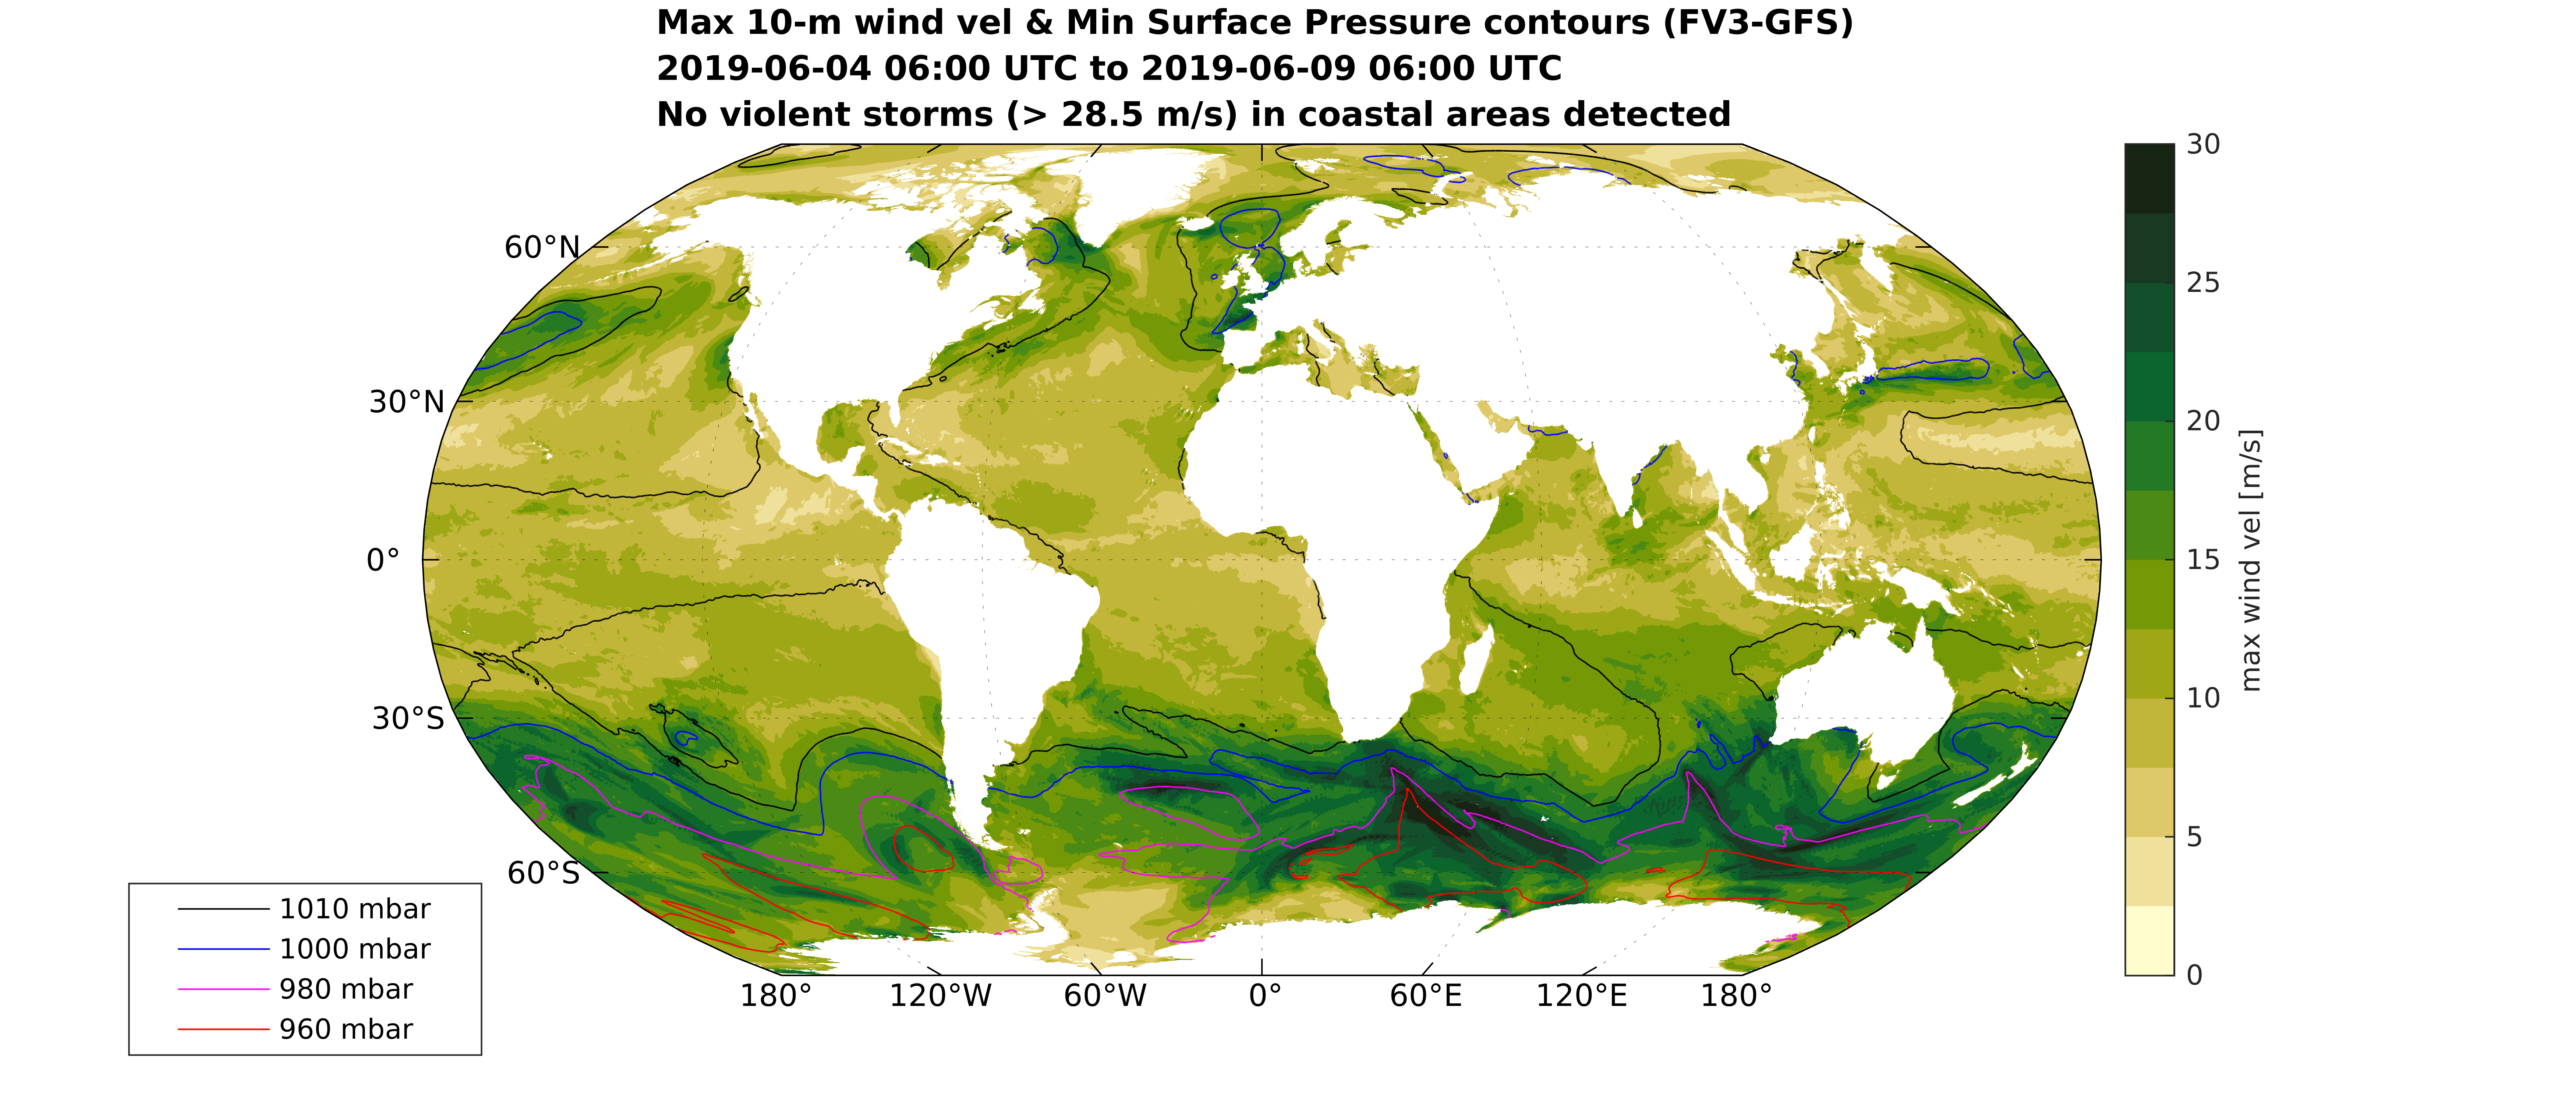 Max 10-m wind vel & Min Surface Pressure contours (FV3-GFS)
2019-06-04 06:00 UTC to 2019-06-09 06:00 UTC
No violent storms (> 28.5 m/s) in coastal areas detected
60°N
30°N
0°
30°S
60°S
180°
120°W
60°W
0°
60°E
120°E
180°
30
25
20
15
10
5
0
max wind vel [m/s]
1010 mbar
1000 mbar
980 mbar
960 mbar